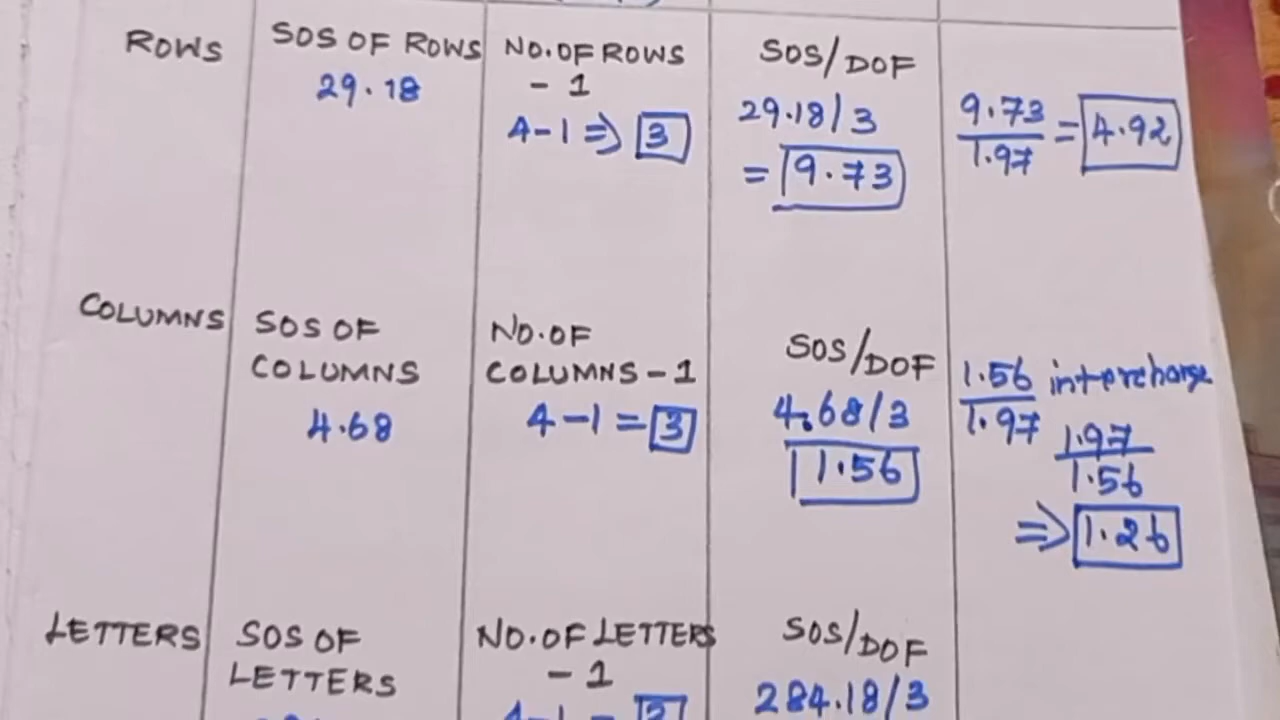 ROWS
SOS OF ROWS
29.18
NO. OF ROWS
- 1
4-1 ⇒ 3
SOS/DOF
29.18/3
= 9.73
9.73/1.97 = 4.92
COLUMNS
SOS OF
COLUMNS
4.68
NO. OF
COLUMNS - 1
4-1 = 3
SOS/DOF
4.68/3
1.56
1.56/1.97 interchange
1.97/1.56
⇒ 1.26
LETTERS
SOS OF
LETTERS
NO. OF LETTERS
- 1
4-1 = 3
SOS/DOF
284.18/3